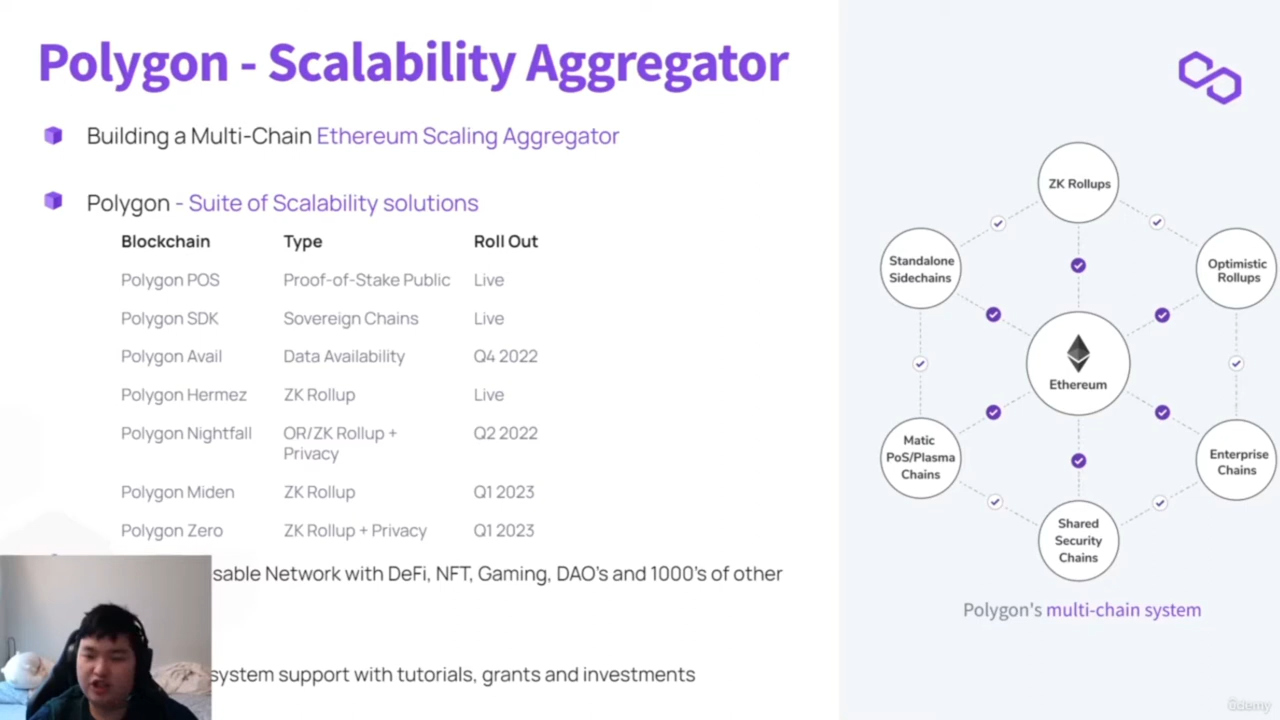 Polygon - Scalability Aggregator
Building a Multi-Chain Ethereum Scaling Aggregator
Polygon - Suite of Scalability solutions
Blockchain Type Roll Out
Polygon POS Proof-of-Stake Public Live
Polygon SDK Sovereign Chains Live
Polygon Avail Data Availability Q4 2022
Polygon Hermez ZK Rollup Live
Polygon Nightfall OR/ZK Rollup + Q2 2022
Privacy
Polygon Miden ZK Rollup Q1 2023
Polygon Zero ZK Rollup + Privacy Q1 2023
Network with DeFi, NFT, Gaming, DAO's and 1000's of other
support with tutorials, grants and investments
ZK Rollups
Standalone
Sidechains
Optimistic
Rollups
Ethereum
Matic
PoS/Plasma
Chains
Enterprise
Chains
Shared
Security
Chains
Polygon's multi-chain system
ûdemy